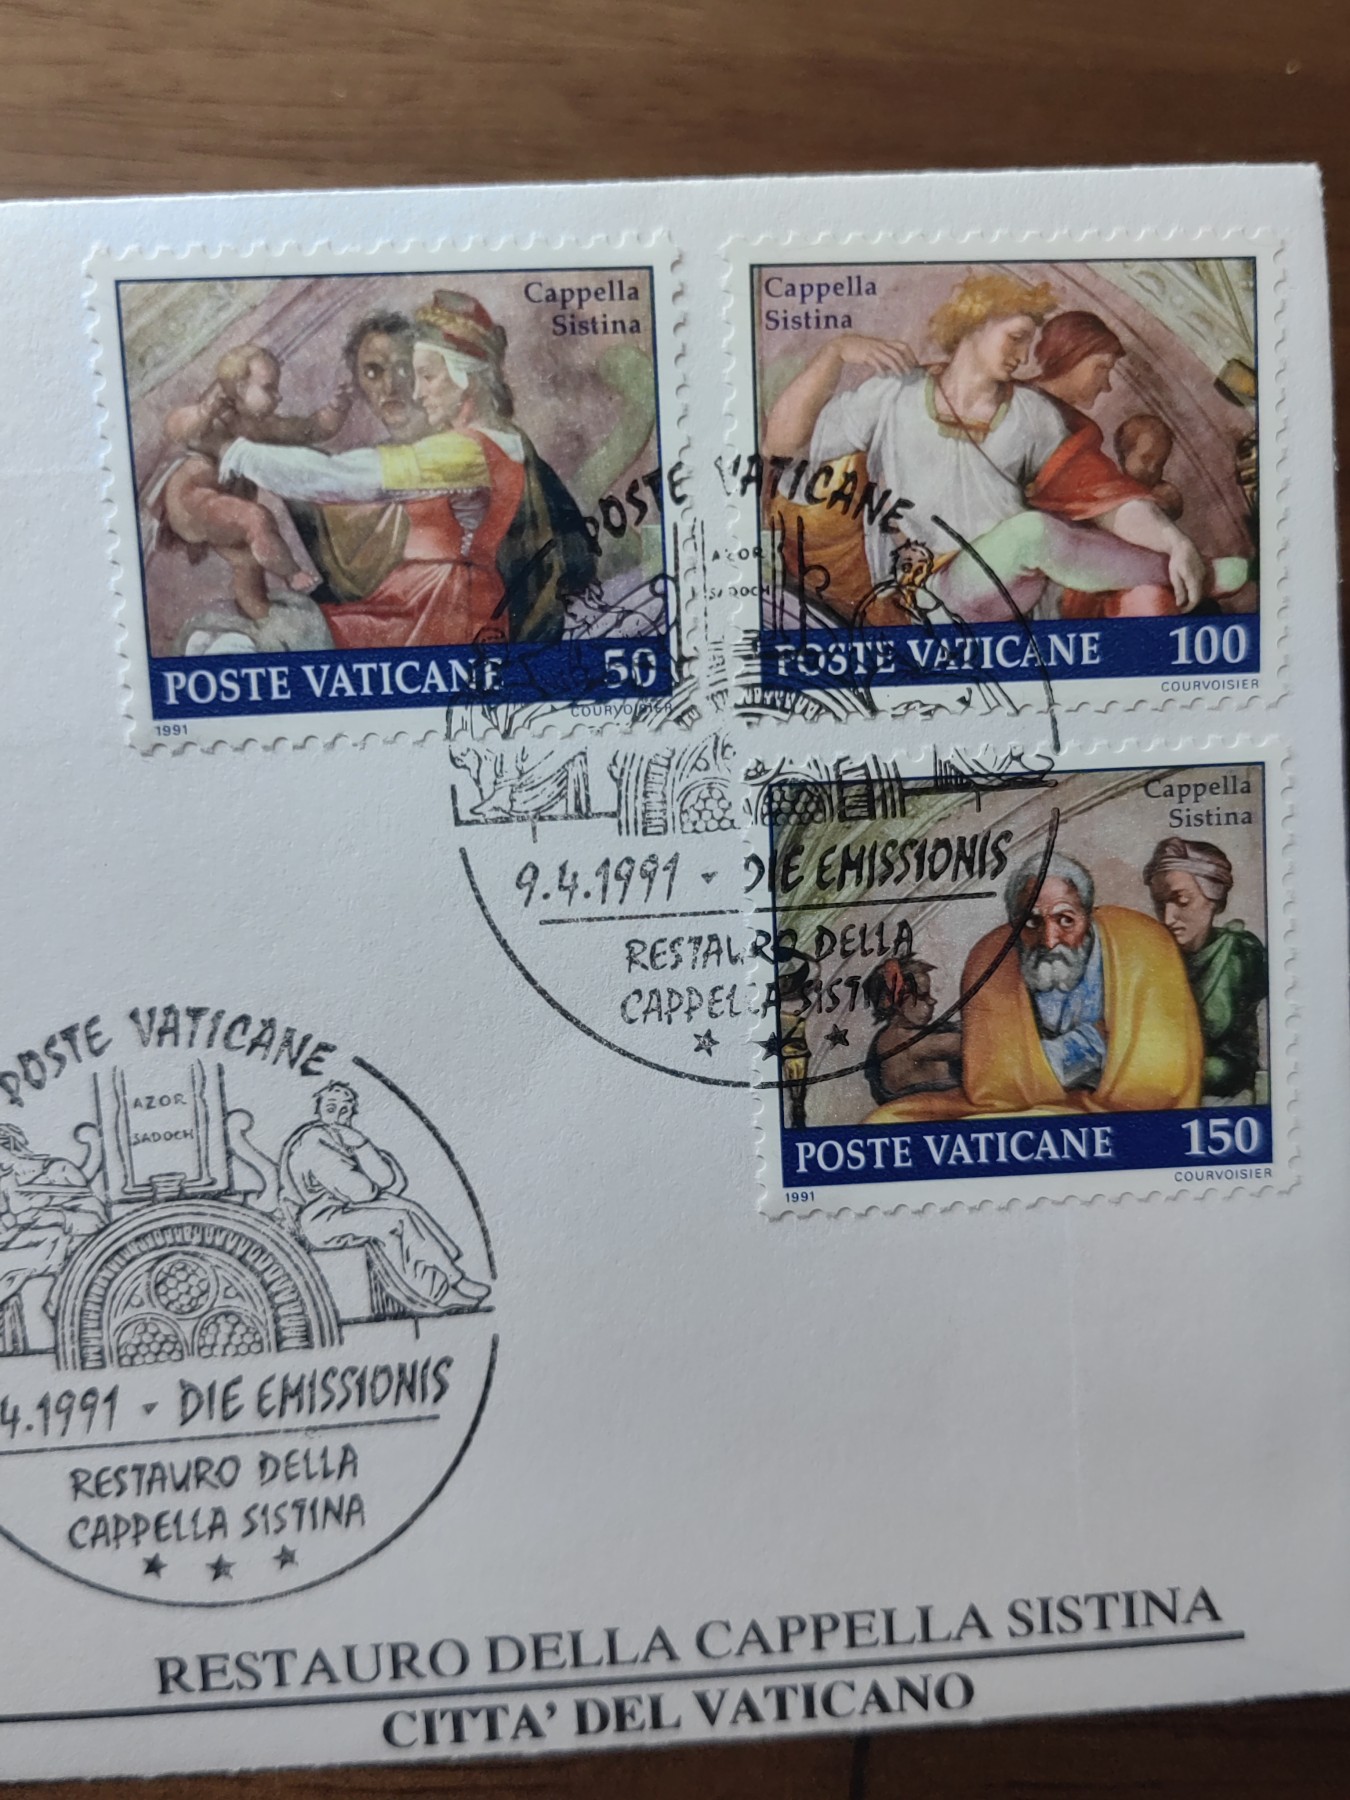 Cappella
Sistina
POSTE VATICANE 50
1991 COURVOISIER
Cappella
Sistina
POSTE VATICANE 100
COURVOISIER
Cappella
Sistina
POSTE VATICANE 150
1991 COURVOISIER
POSTE VATICANE
AZOR
SADOCH
9.4.1991 - DIE EMISSIONIS
RESTAURO DELLA
CAPPELLA SISTINA
POSTE VATICANE
AZOR
SADOCH
4.1991 - DIE EMISSIONIS
RESTAURO DELLA
CAPPELLA SISTINA
RESTAURO DELLA CAPPELLA SISTINA
CITTA' DEL VATICANO